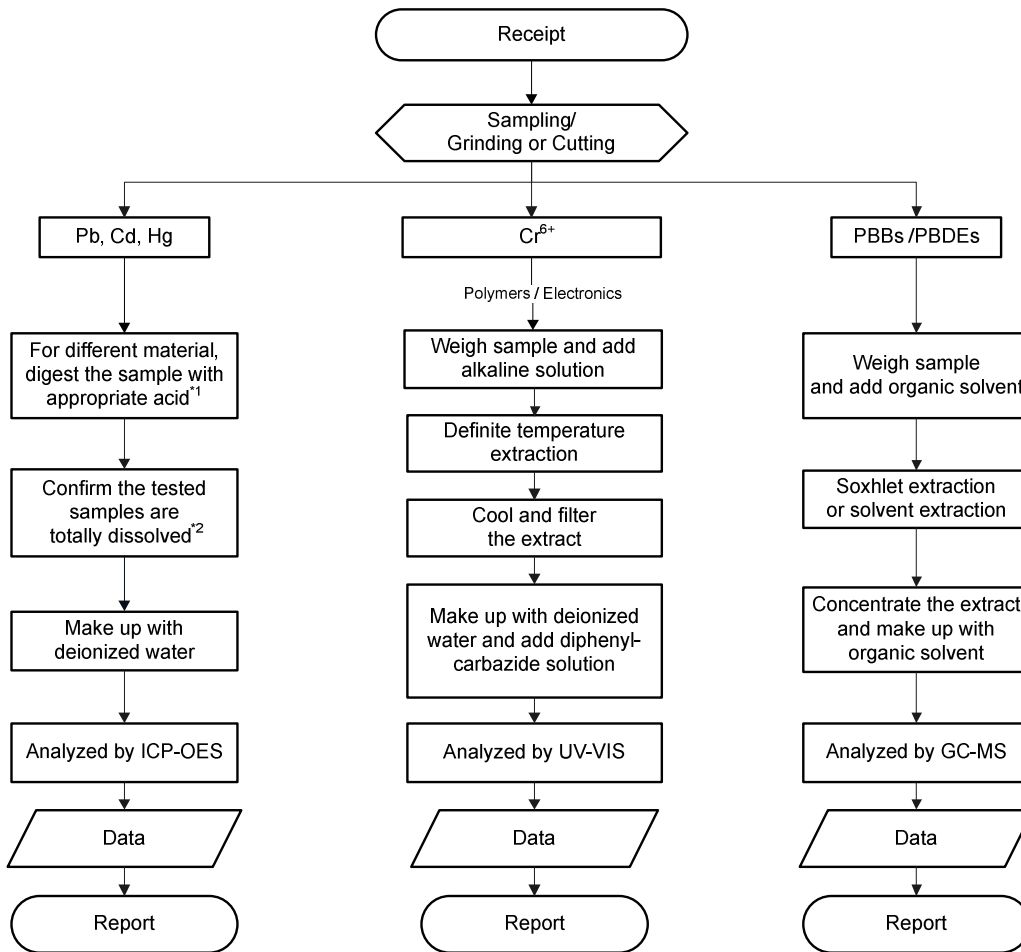 Receipt
Sampling/
Grinding or Cutting
Pb, Cd, Hg
For different material,
digest the sample with
appropriate acid*1
Confirm the tested
samples are
totally dissolved*2
Make up with
deionized water
Analyzed by ICP-OES
Data
Report
Cr6+
Polymers / Electronics
Weigh sample and add
alkaline solution
Definite temperature
extraction
Cool and filter
the extract
Make up with deionized
water and add diphenyl-
carbazide solution
Analyzed by UV-VIS
Data
Report
PBBs /PBDEs
Weigh sample
and add organic solvent
Soxhlet extraction
or solvent extraction
Concentrate the extract
and make up with
organic solvent
Analyzed by GC-MS
Data
Report